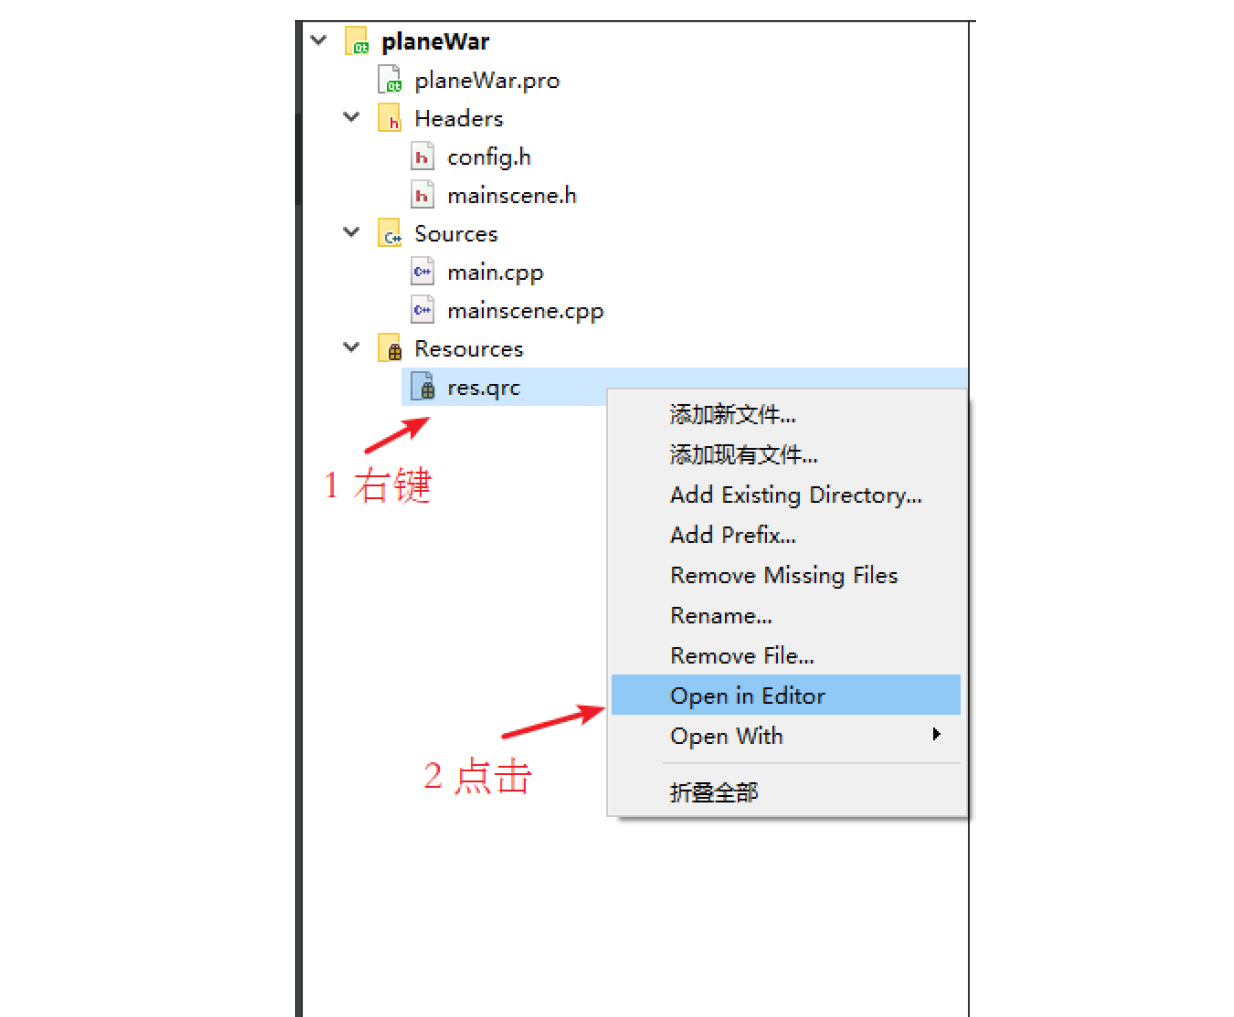 planeWar
planeWar.pro
Headers
config.h
mainscene.h
Sources
main.cpp
mainscene.cpp
Resources
res.qrc
1 右键
添加新文件...
添加现有文件...
Add Existing Directory...
Add Prefix...
Remove Missing Files
Rename...
Remove File...
Open in Editor
Open With
2 点击
折叠全部